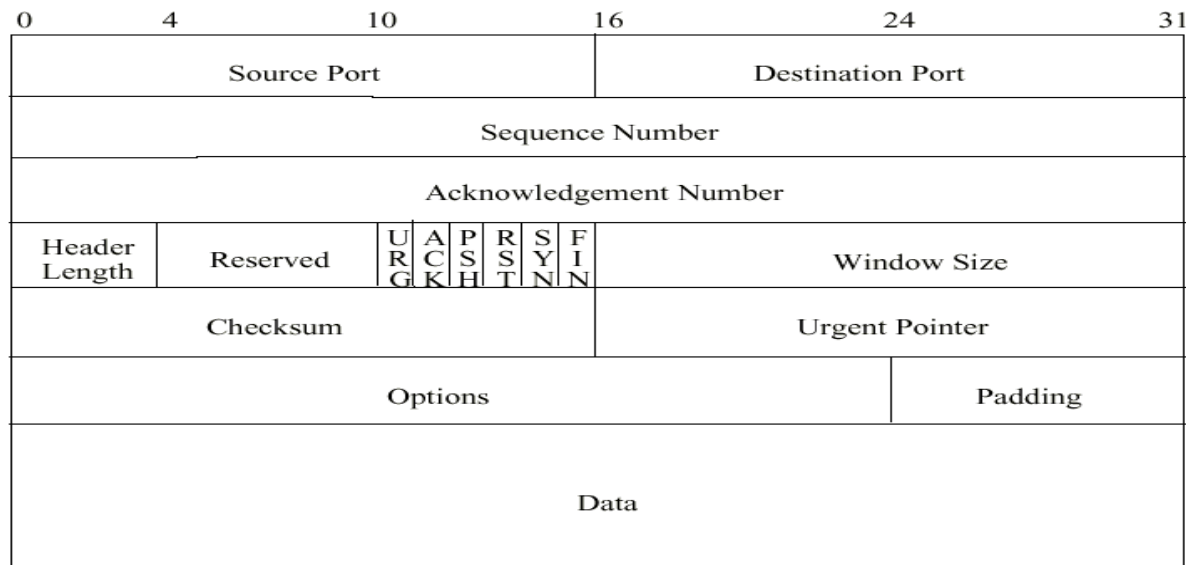 0 4 10 16 24 31
Source Port Destination Port
Sequence Number
Acknowledgement Number
Header Length Reserved URG ACK PSH RST SYN FIN Window Size
Checksum Urgent Pointer
Options Padding
Data